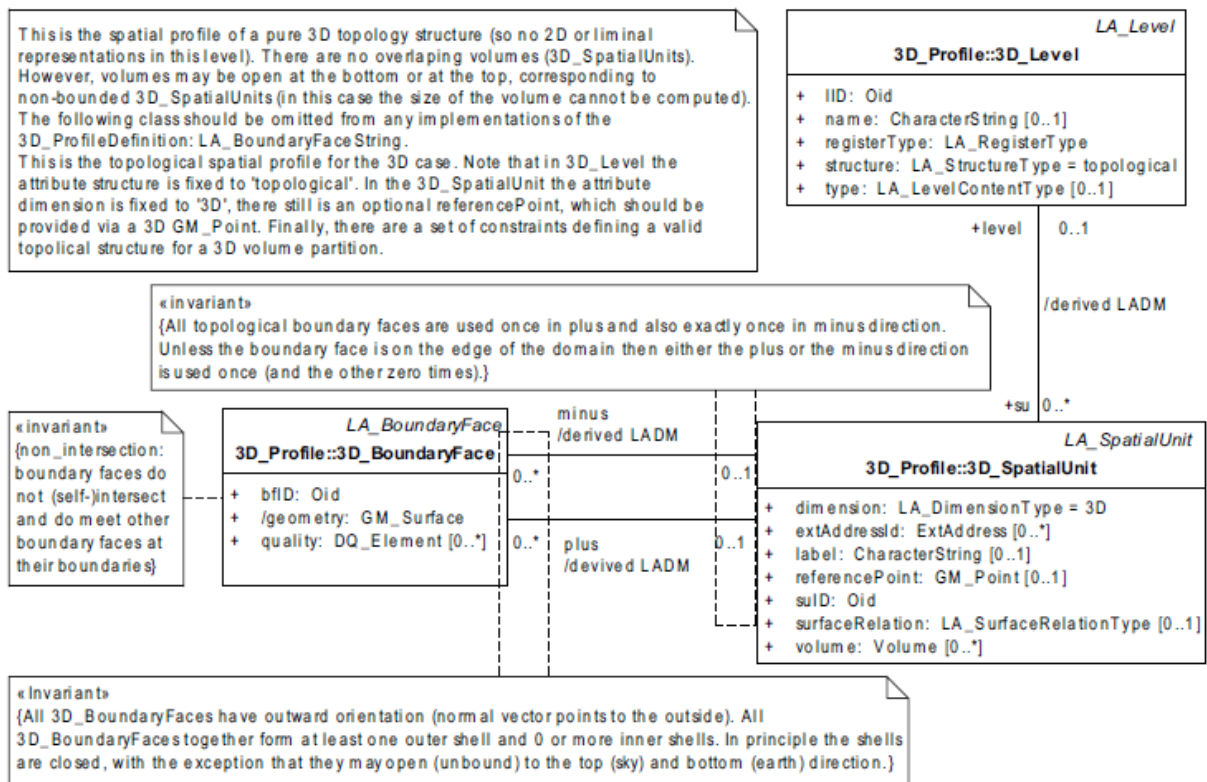 This is the spatial profile of a pure 3D topology structure (so no 2D or liminal
representations in this level). There are no overlaping volumes (3D_SpatialUnits).
However, volumes may be open at the bottom or at the top, corresponding to
non-bounded 3D_SpatialUnits (in this case the size of the volume cannot be computed).
The following class should be omitted from any implementations of the
3D_ProfileDefinition: LA_BoundaryFaceString.
This is the topological spatial profile for the 3D case. Note that in 3D_Level the
attribute structure is fixed to 'topological'. In the 3D_SpatialUnit the attribute
dimension is fixed to '3D', there still is an optional referencePoint, which should be
provided via a 3D GM_Point. Finally, there are a set of constraints defining a valid
topolical structure for a 3D volume partition.
LA_Level
3D_Profile::3D_Level
+ lID: Oid
+ name: CharacterString [0..1]
+ registerType: LA_RegisterType
+ structure: LA_StructureType = topological
+ type: LA_LevelContentType [0..1]
+level 0..1
/derived LADM
+su 0..*
«invariant»
{All topological boundary faces are used once in plus and also exactly once in minus direction.
Unless the boundary face is on the edge of the domain then either the plus or the minus direction
is used once (and the other zero times).}
«invariant»
{non_intersection:
boundary faces do
not (self-)intersect
and do meet other
boundary faces at
their boundaries}
LA_BoundaryFace
3D_Profile::3D_BoundaryFace
+ bfID: Oid
+ /geometry: GM_Surface
+ quality: DQ_Element [0..*]
minus
/derived LADM
0..* 0..1
0..* 0..1
plus
/devived LADM
LA_SpatialUnit
3D_Profile::3D_SpatialUnit
+ dimension: LA_DimensionType = 3D
+ extAddressId: ExtAddress [0..*]
+ label: CharacterString [0..1]
+ referencePoint: GM_Point [0..1]
+ suID: Oid
+ surfaceRelation: LA_SurfaceRelationType [0..1]
+ volume: Volume [0..*]
«Invariant»
{All 3D_BoundaryFaces have outward orientation (normal vector points to the outside). All
3D_BoundaryFaces together form at least one outer shell and 0 or more inner shells. In principle the shells
are closed, with the exception that they may open (unbound) to the top (sky) and bottom (earth) direction.}